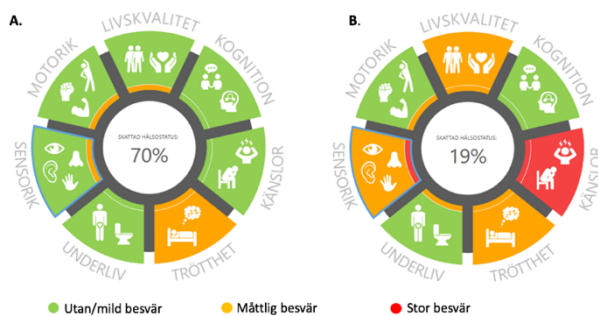 A.
LIVSKVALITET
KOGNITION
KÄNSLOR
TRÖTTHET
UNDERLIV
SENSORIK
MOTORIK
SKATTAD HÄLSOSTATUS:
70%
B.
LIVSKVALITET
KOGNITION
KÄNSLOR
TRÖTTHET
UNDERLIV
SENSORIK
MOTORIK
SKATTAD HÄLSOSTATUS:
19%
Utan/mild besvär
Måttlig besvär
Stor besvär